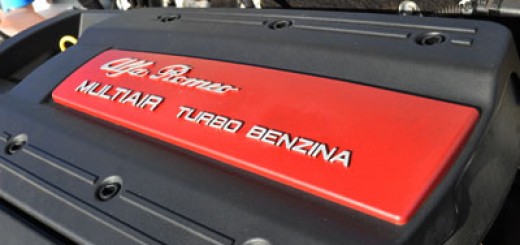 Alfa Romeo
MULTIAIR TURBO BENZINA